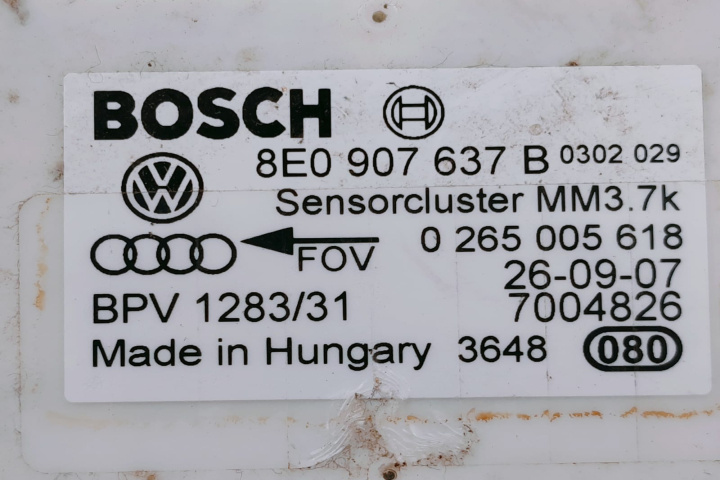 BOSCH
8E0 907 637 B 0302 029
Sensorcluster MM3.7k
FOV 0 265 005 618
26-09-07
BPV 1283/31 7004826
Made in Hungary 3648 080